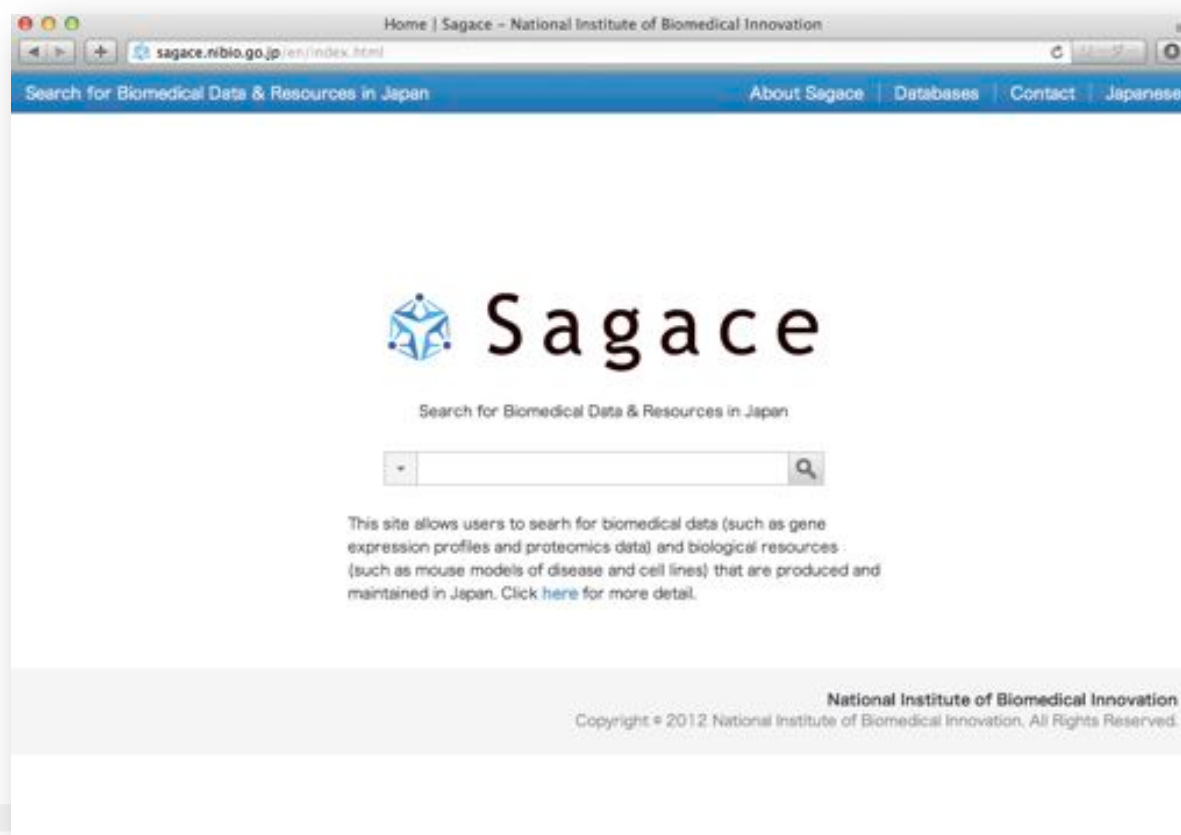 Home | Sagace – National Institute of Biomedical Innovation
sagace.nibio.go.jp/en/index.html
Search for Biomedical Data & Resources in Japan About Sagace Databases Contact Japanese
Sagace
Search for Biomedical Data & Resources in Japan
This site allows users to searh for biomedical data (such as gene
expression profiles and proteomics data) and biological resources
(such as mouse models of disease and cell lines) that are produced and
maintained in Japan. Click here for more detail.
National Institute of Biomedical Innovation
Copyright © 2012 National Institute of Biomedical Innovation, All Rights Reserved.